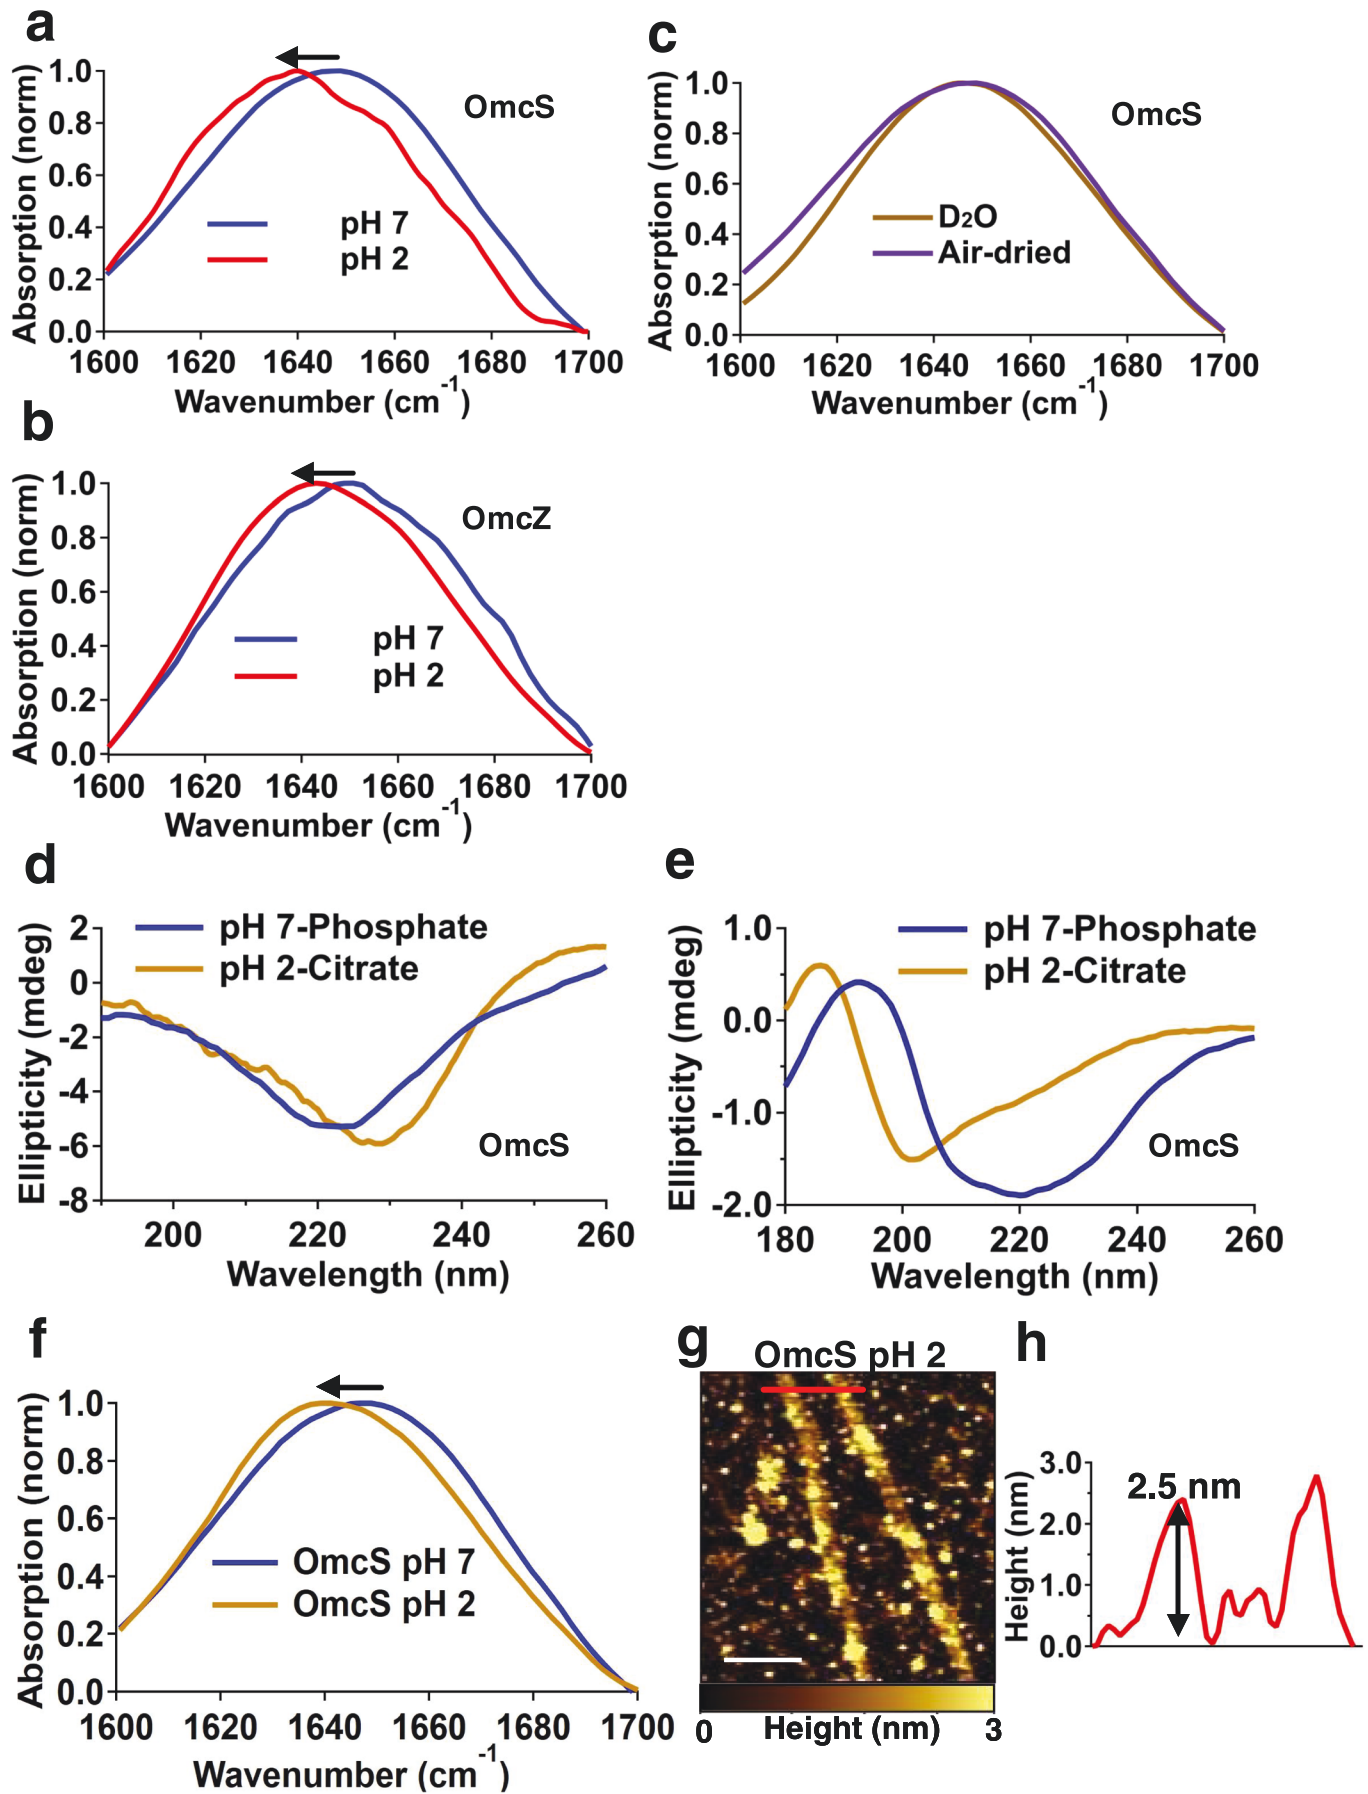 a
OmcS
Absorption (norm)
1.0
0.8
0.6
0.4
0.2
0.0
pH 7
pH 2
1600 1620 1640 1660 1680 1700
Wavenumber (cm-1)
c
OmcS
Absorption (norm)
1.0
0.8
0.6
0.4
0.2
0.0
D2O
Air-dried
1600 1620 1640 1660 1680 1700
Wavenumber (cm-1)
b
OmcZ
Absorption (norm)
1.0
0.8
0.6
0.4
0.2
0.0
pH 7
pH 2
1600 1620 1640 1660 1680 1700
Wavenumber (cm-1)
d
Ellipticity (mdeg)
2
0
-2
-4
-6
-8
pH 7-Phosphate
pH 2-Citrate
OmcS
200 220 240 260
Wavelength (nm)
e
Ellipticity (mdeg)
1.0
0.0
-1.0
-2.0
pH 7-Phosphate
pH 2-Citrate
OmcS
180 200 220 240 260
Wavelength (nm)
f
Absorption (norm)
1.0
0.8
0.6
0.4
0.2
0.0
OmcS pH 7
OmcS pH 2
1600 1620 1640 1660 1680 1700
Wavenumber (cm-1)
g
OmcS pH 2
0 Height (nm) 3
h
Height (nm)
3.0
2.0
1.0
0.0
2.5 nm